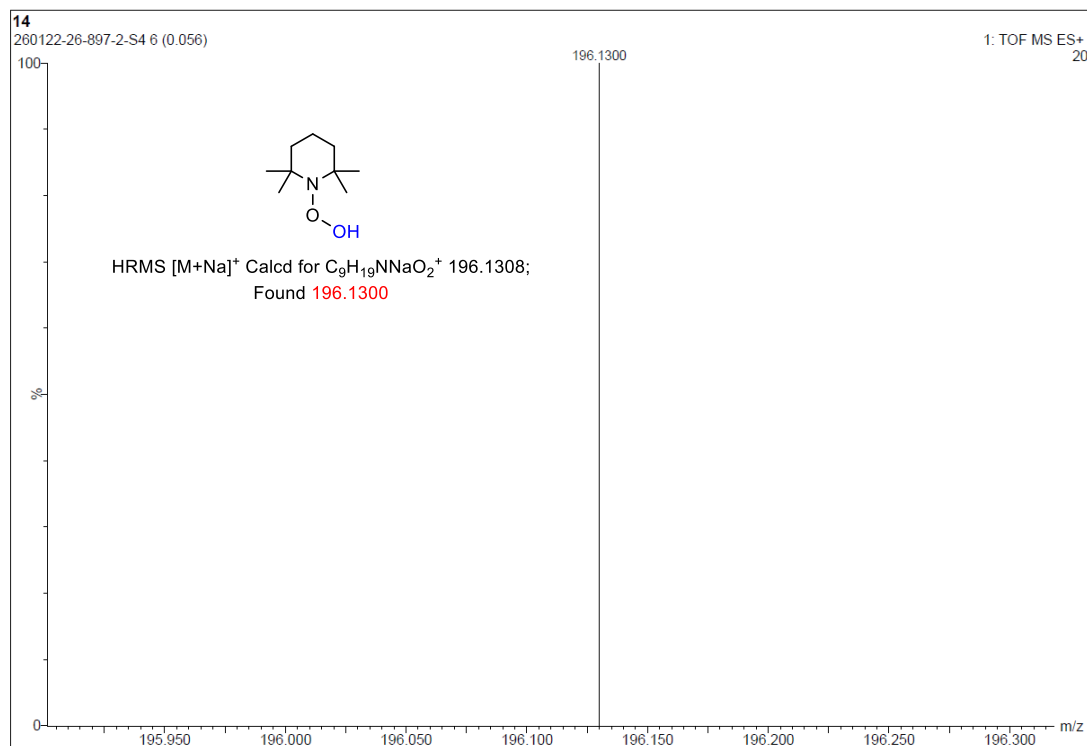 14
260122-26-897-2-S4 6 (0.056)
1: TOF MS ES+
20
100
196.1300
N
O
OH
HRMS [M+Na]⁺ Calcd for C₉H₁₉NNaO₂⁺ 196.1308;
Found 196.1300
%
0
195.950 196.000 196.050 196.100 196.150 196.200 196.250 196.300
m/z